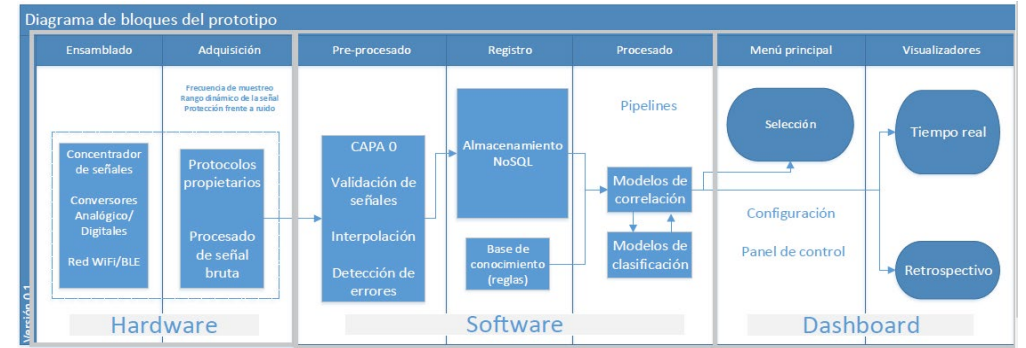 Diagrama de bloques del prototipo
Ensamblado
Adquisición
Pre-procesado
Registro
Procesado
Menú principal
Visualizadores
Frecuencia de muestreo
Rango dinámico de la señal
Protección frente a ruido
Concentrador
de señales
Conversores
Analógico/
Digitales
Red WiFi/BLE
Protocolos
propietarios
Procesado
de señal
bruta
CAPA 0
Validación de
señales
Interpolación
Detección de
errores
Almacenamiento
NoSQL
Base de
conocimiento
(reglas)
Pipelines
Modelos de
correlación
Modelos de
clasificación
Selección
Configuración
Panel de control
Tiempo real
Retrospectivo
Versión 0.1
Hardware
Software
Dashboard